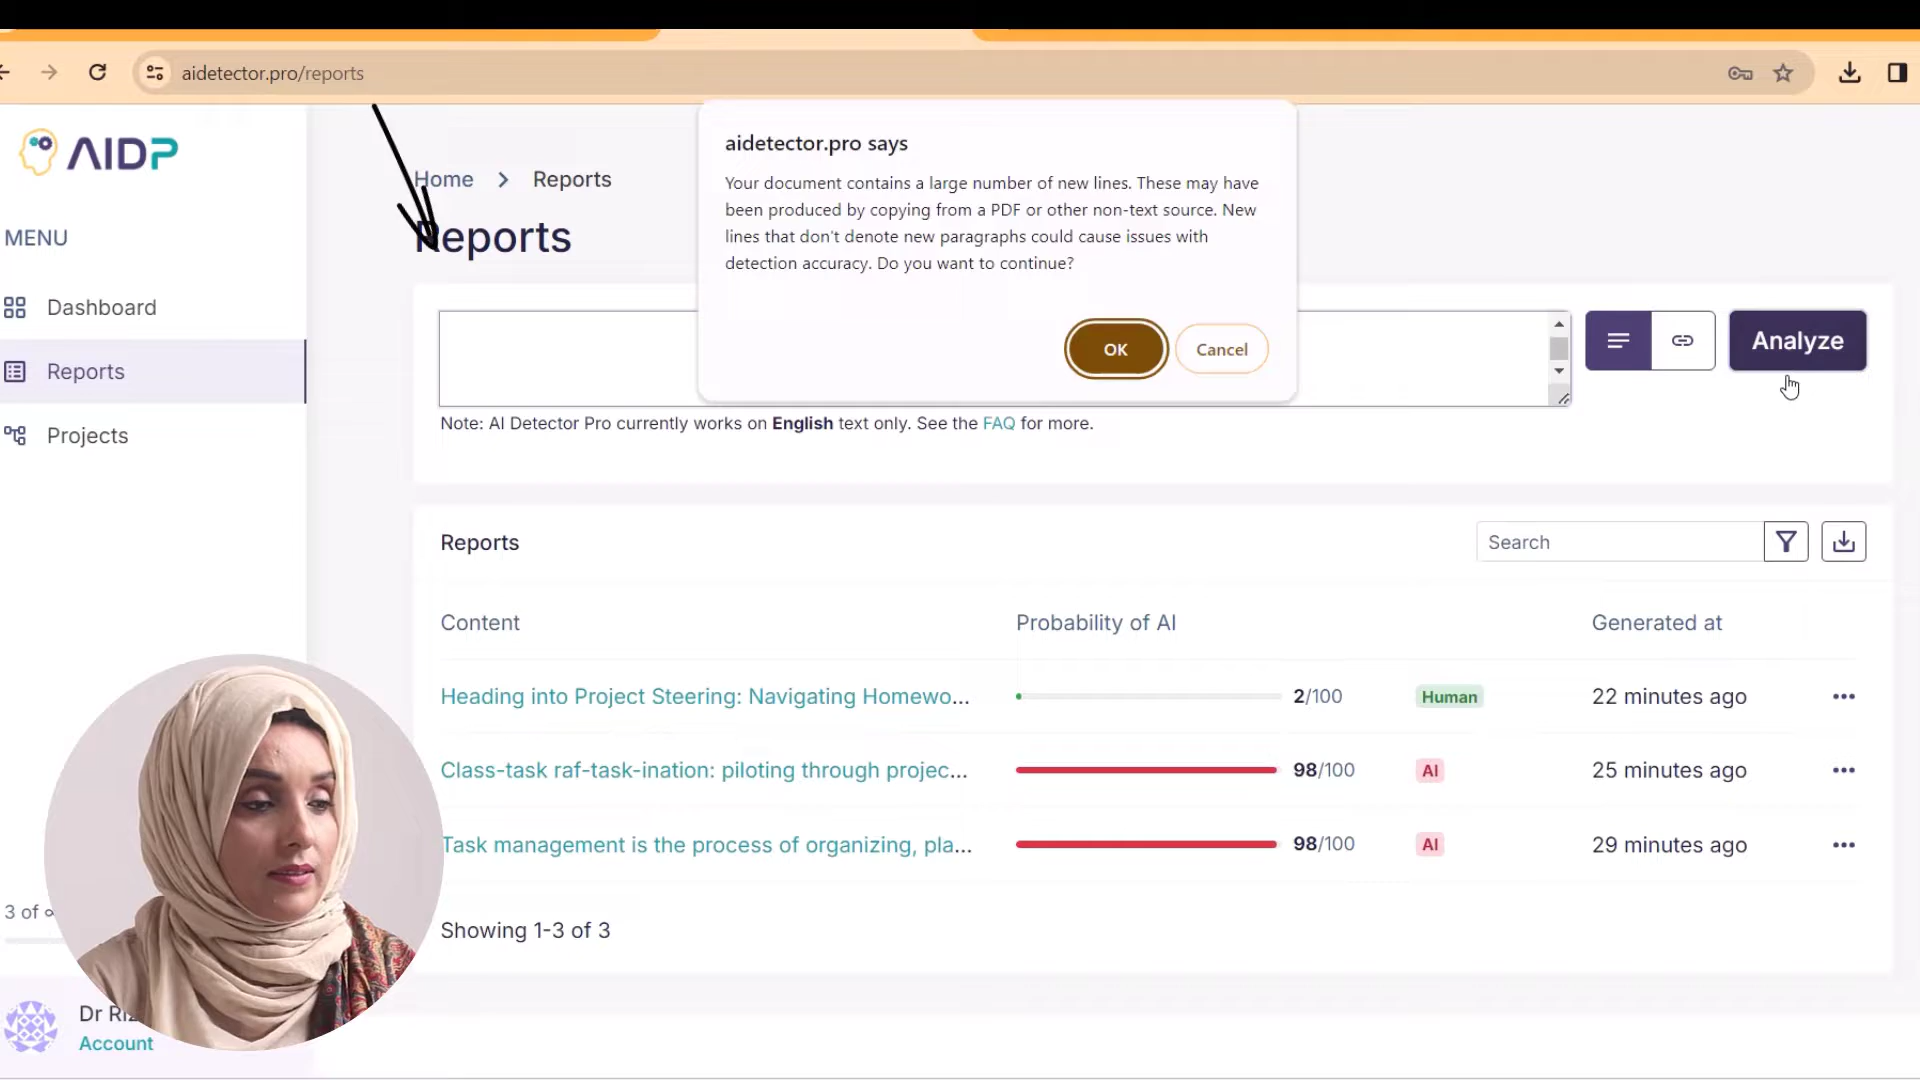 aidetector.pro/reports
AIDP
MENU
Dashboard
Reports
Projects
3 of
Dr
Account
Home > Reports
Reports
aidetector.pro says
Your document contains a large number of new lines. These may have
been produced by copying from a PDF or other non-text source. New
lines that don't denote new paragraphs could cause issues with
detection accuracy. Do you want to continue?
OK Cancel
Analyze
Note: AI Detector Pro currently works on English text only. See the FAQ for more.
Reports Search
Content Probability of AI Generated at
Heading into Project Steering: Navigating Homewo... 2/100 Human 22 minutes ago
Class-task raf-task-ination: piloting through projec... 98/100 AI 25 minutes ago
Task management is the process of organizing, pla... 98/100 AI 29 minutes ago
Showing 1-3 of 3